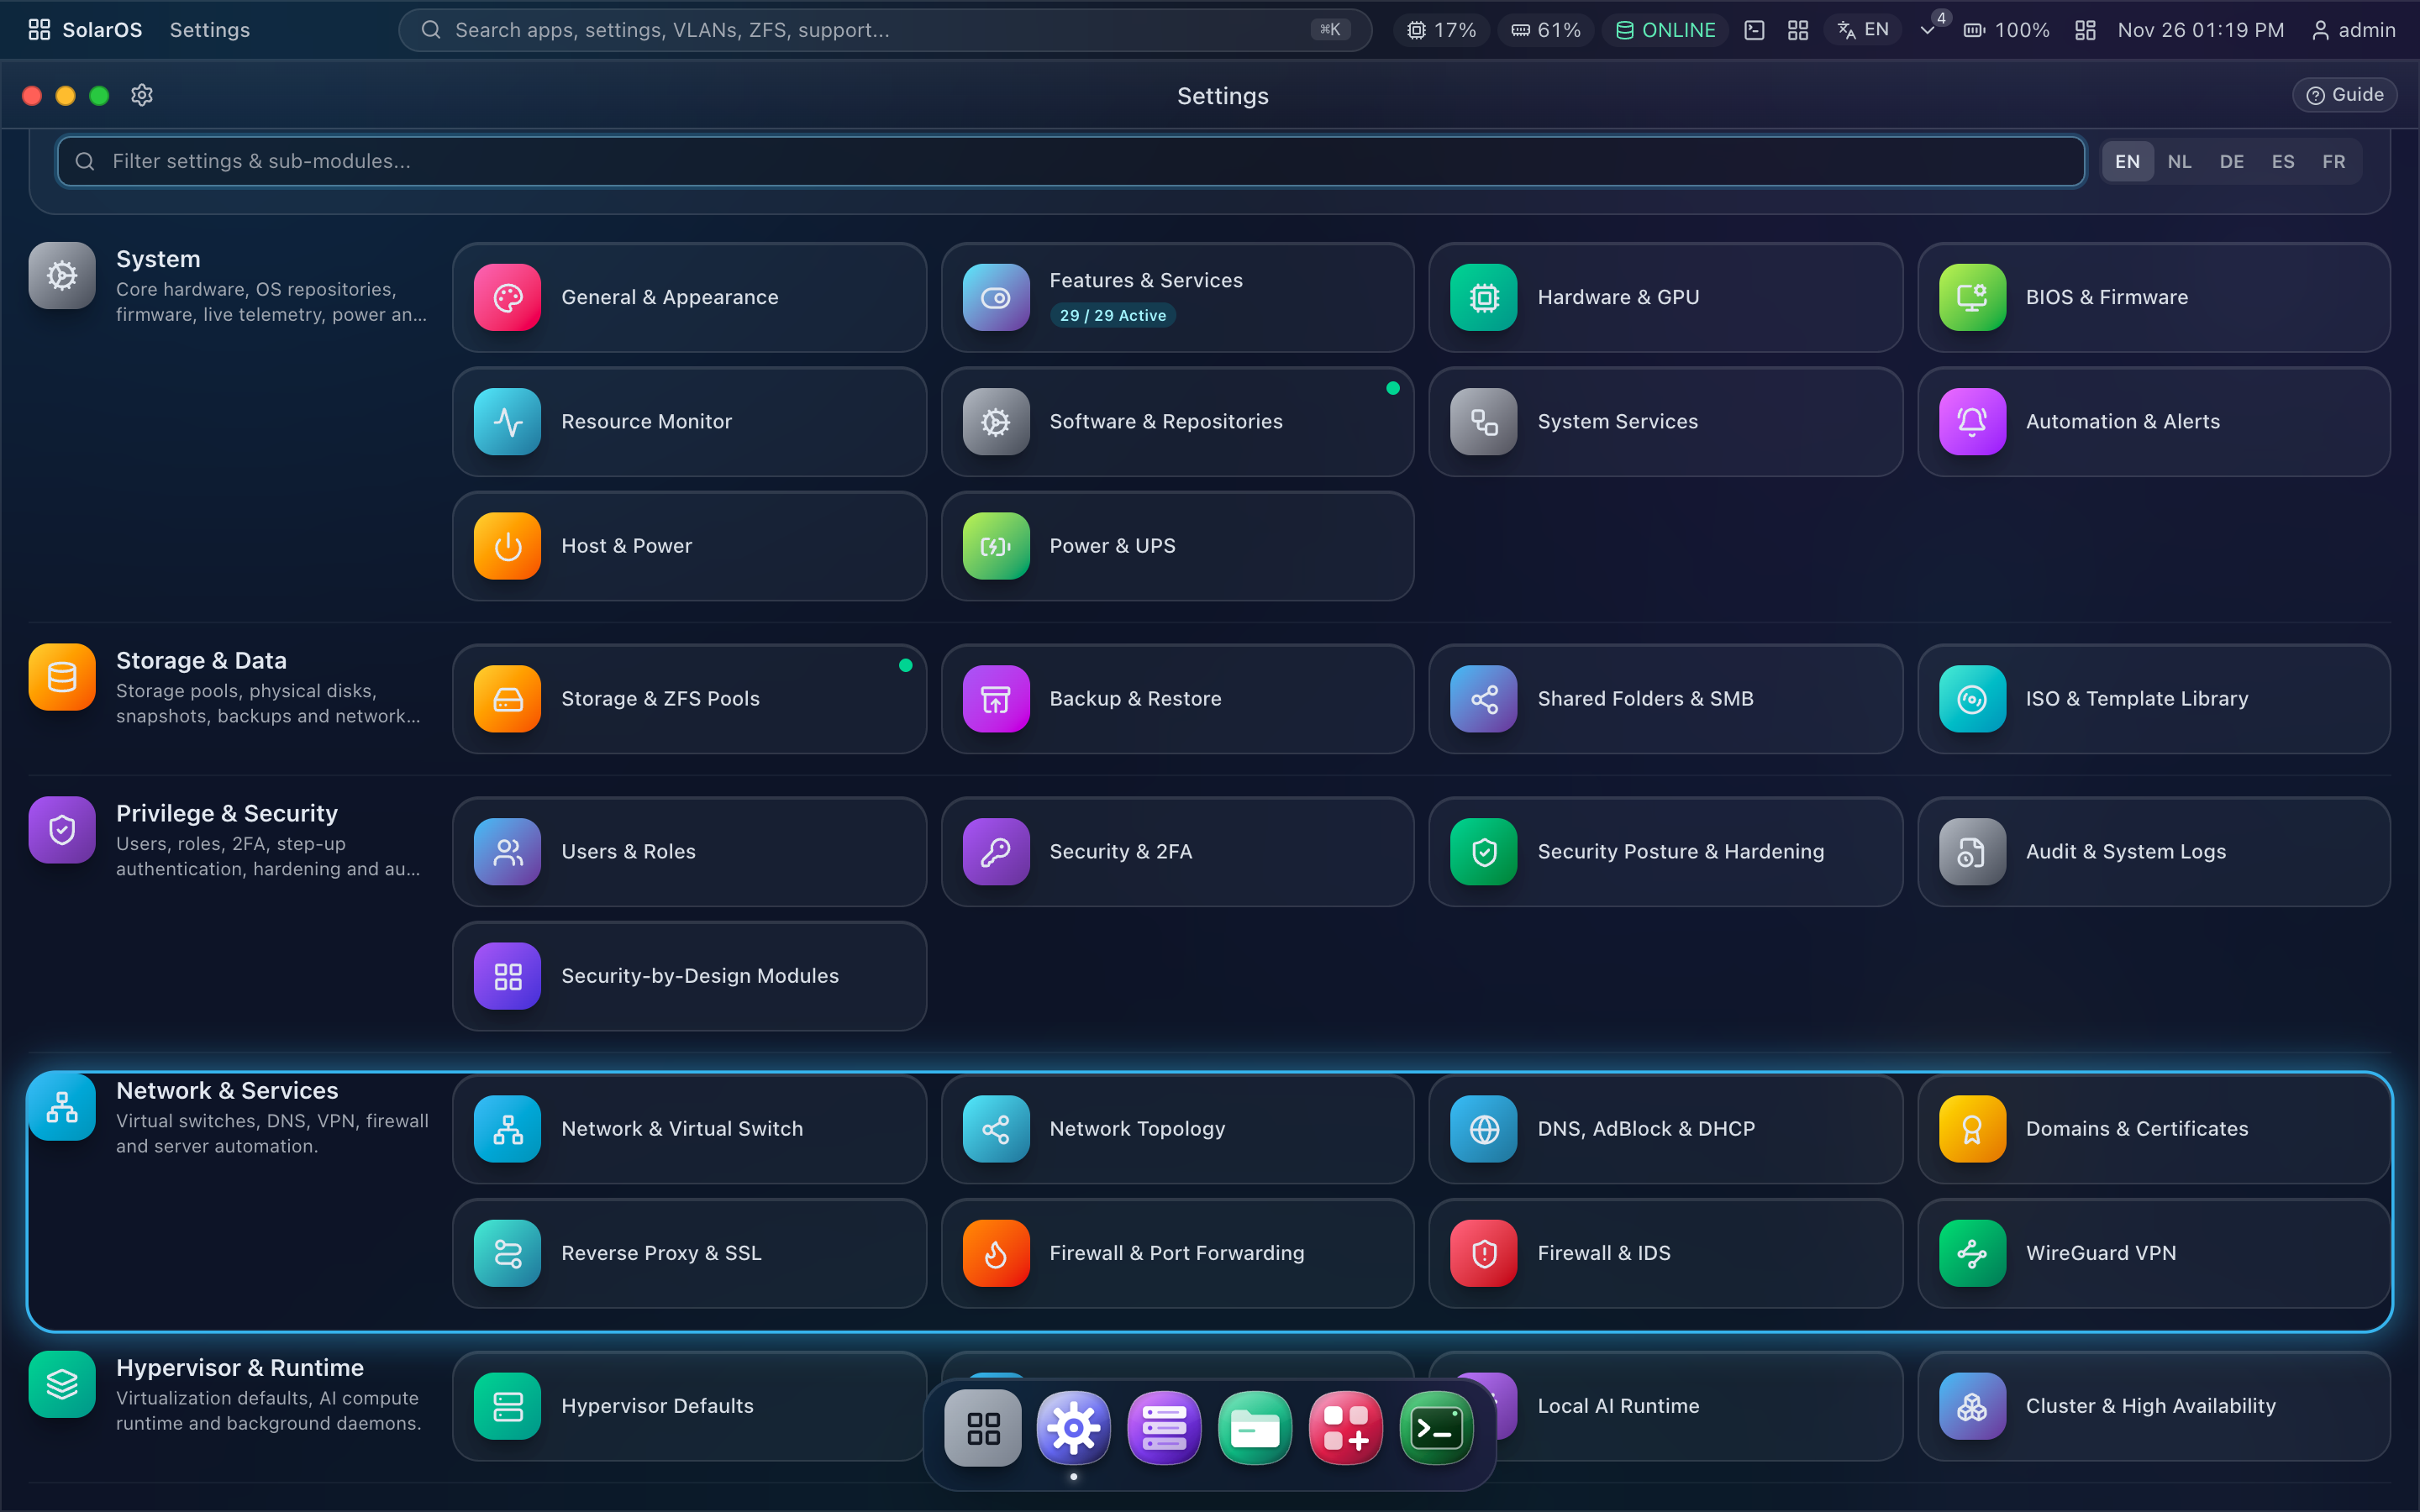 SolarOS
Settings
Search apps, settings, VLANs, ZFS, support...
⌘K
17%
61%
ONLINE
EN
4
100%
Nov 26 01:19 PM
admin
Settings
Guide
Filter settings & sub-modules...
EN
NL
DE
ES
FR
System
Core hardware, OS repositories,
firmware, live telemetry, power an...
General & Appearance
Features & Services
29 / 29 Active
Hardware & GPU
BIOS & Firmware
Resource Monitor
Software & Repositories
System Services
Automation & Alerts
Host & Power
Power & UPS
Storage & Data
Storage pools, physical disks,
snapshots, backups and network...
Storage & ZFS Pools
Backup & Restore
Shared Folders & SMB
ISO & Template Library
Privilege & Security
Users, roles, 2FA, step-up
authentication, hardening and au...
Users & Roles
Security & 2FA
Security Posture & Hardening
Audit & System Logs
Security-by-Design Modules
Network & Services
Virtual switches, DNS, VPN, firewall
and server automation.
Network & Virtual Switch
Network Topology
DNS, AdBlock & DHCP
Domains & Certificates
Reverse Proxy & SSL
Firewall & Port Forwarding
Firewall & IDS
WireGuard VPN
Hypervisor & Runtime
Virtualization defaults, AI compute
runtime and background daemons.
Hypervisor Defaults
Local AI Runtime
Cluster & High Availability